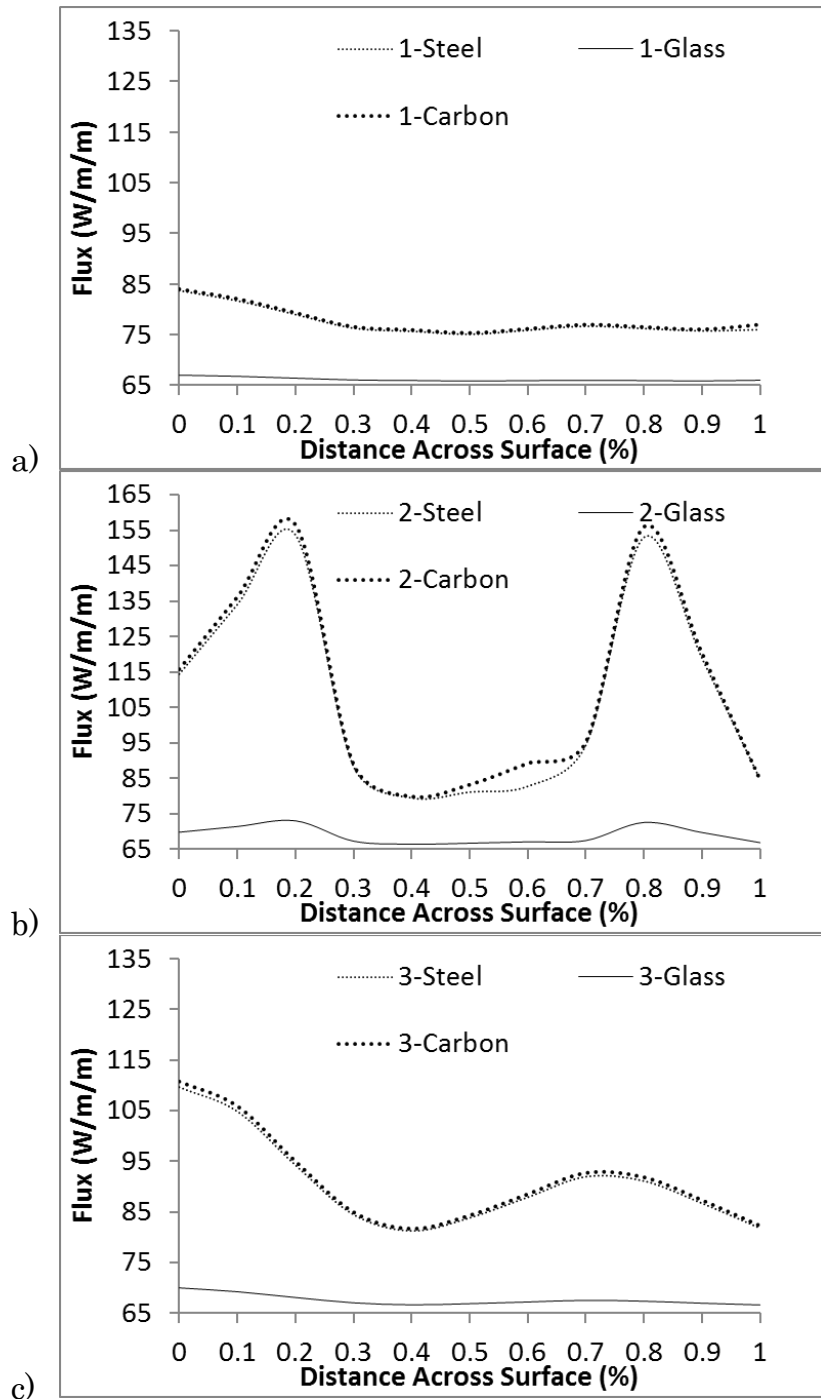 135
125
115
105
95
85
75
65
Flux (W/m/m)
1-Steel 1-Glass
1-Carbon
0 0.1 0.2 0.3 0.4 0.5 0.6 0.7 0.8 0.9 1
Distance Across Surface (%)
a)
165
155
145
135
125
115
105
95
85
75
65
Flux (W/m/m)
2-Steel 2-Glass
2-Carbon
0 0.1 0.2 0.3 0.4 0.5 0.6 0.7 0.8 0.9 1
Distance Across Surface (%)
b)
135
125
115
105
95
85
75
65
Flux (W/m/m)
3-Steel 3-Glass
3-Carbon
0 0.1 0.2 0.3 0.4 0.5 0.6 0.7 0.8 0.9 1
Distance Across Surface (%)
c)